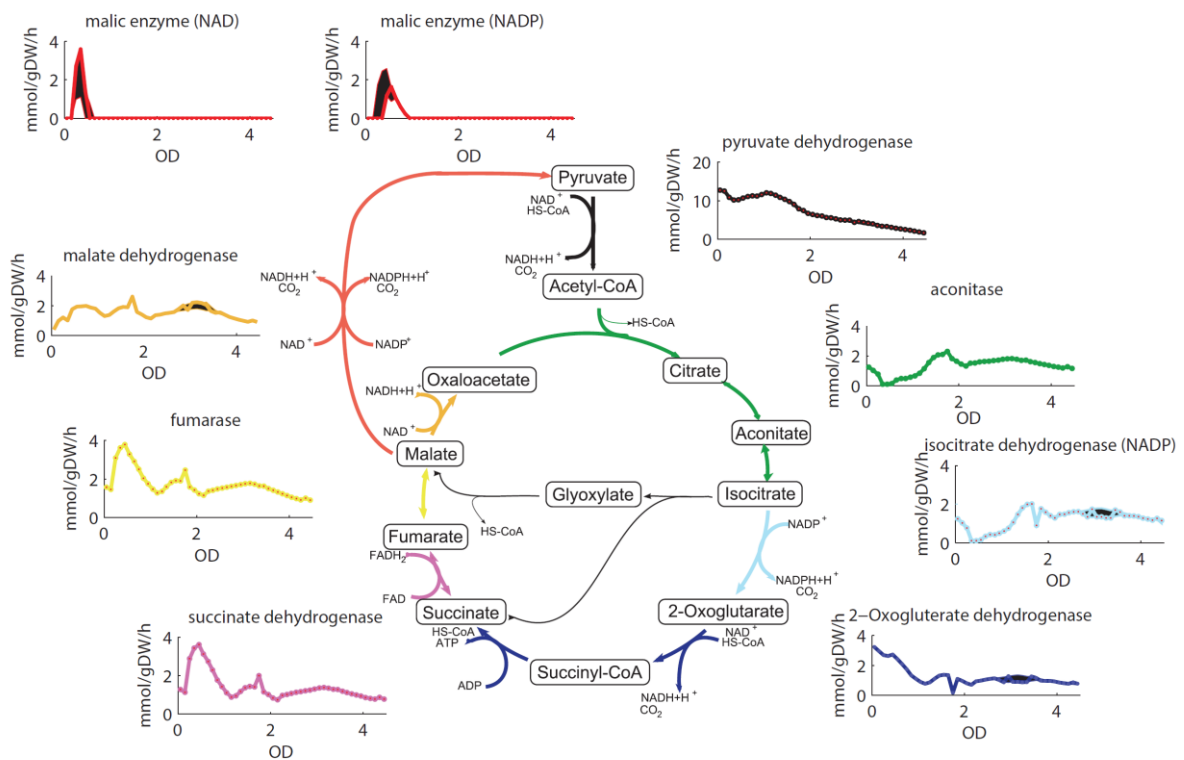 malic enzyme (NAD)
mmol/gDW/h
4
2
0
0
2
4
OD
malic enzyme (NADP)
mmol/gDW/h
4
2
0
0
2
4
OD
pyruvate dehydrogenase
mmol/gDW/h
20
10
0
0
2
4
OD
malate dehydrogenase
mmol/gDW/h
4
2
0
0
2
4
OD
aconitase
mmol/gDW/h
4
2
0
0
2
4
OD
fumarase
mmol/gDW/h
4
2
0
0
2
4
OD
isocitrate dehydrogenase (NADP)
mmol/gDW/h
4
2
0
0
2
4
OD
succinate dehydrogenase
mmol/gDW/h
4
2
0
0
2
4
OD
2−Oxogluterate dehydrogenase
mmol/gDW/h
4
2
0
0
2
4
OD
Pyruvate
NAD+
HS-CoA
NADH+H+
CO2
Acetyl-CoA
HS-CoA
NADH+H+
CO2
NADPH+H+
CO2
NAD+
NADP+
Oxaloacetate
Citrate
NADH+H+
NAD+
Malate
Aconitate
Glyoxylate
Isocitrate
HS-CoA
NADP+
NADPH+H+
CO2
Fumarate
FADH2
FAD
Succinate
2-Oxoglutarate
HS-CoA
ATP
NAD+
HS-CoA
Succinyl-CoA
ADP
NADH+H+
CO2